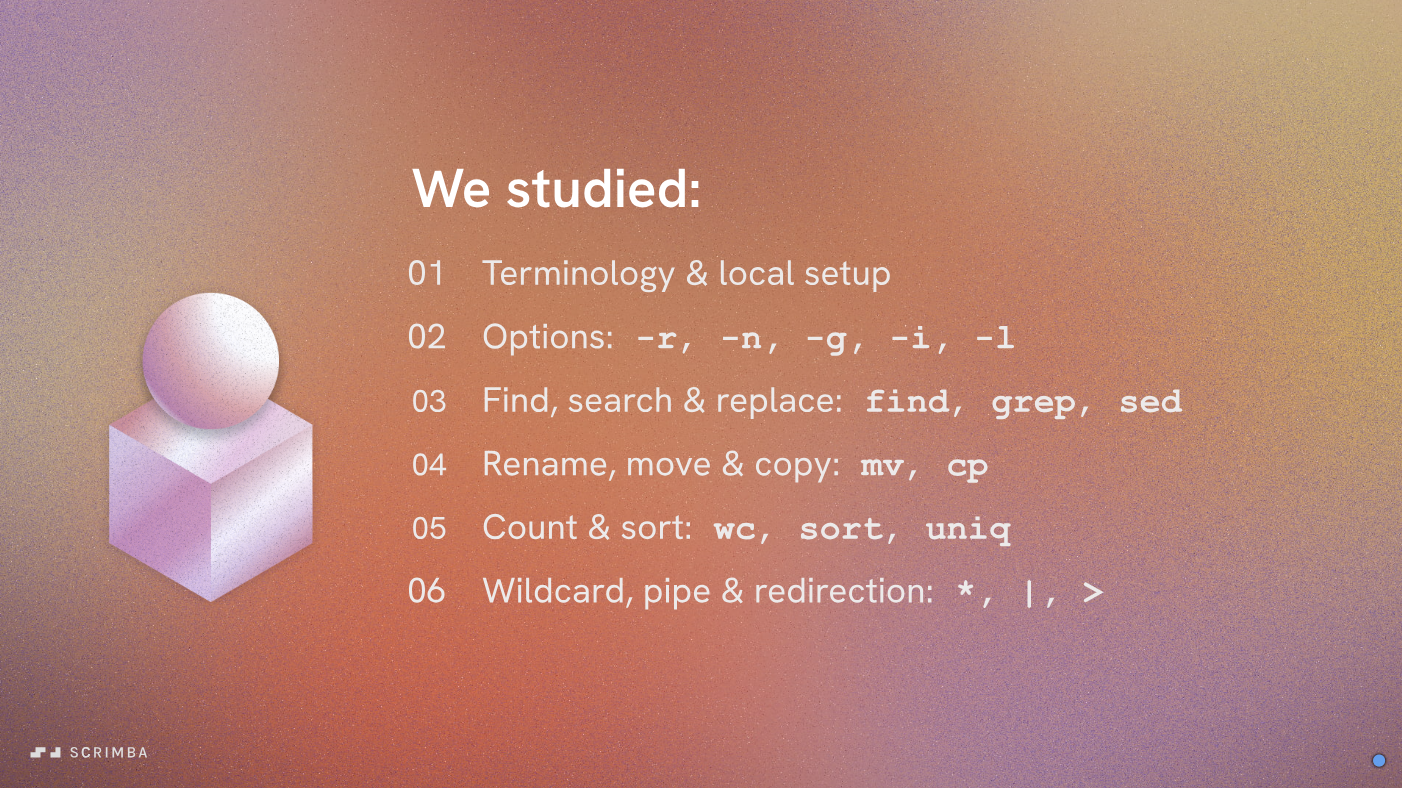 We studied:
01 Terminology & local setup
02 Options: -r, -n, -g, -i, -l
03 Find, search & replace: find, grep, sed
04 Rename, move & copy: mv, cp
05 Count & sort: wc, sort, uniq
06 Wildcard, pipe & redirection: *, |, >
SCRIMBA